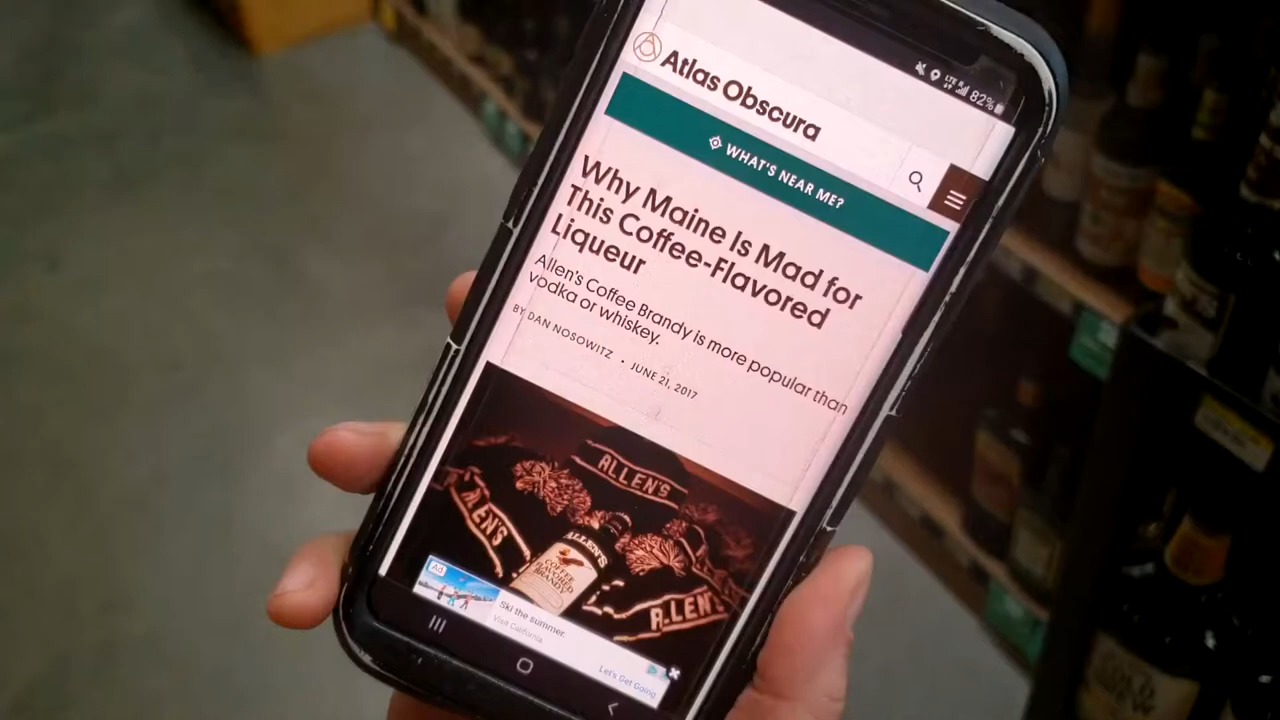 LTE R 82%
Atlas Obscura
WHAT'S NEAR ME?
Why Maine Is Mad for
This Coffee-Flavored
Liqueur
Allen's Coffee Brandy is more popular than
vodka or whiskey.
BY DAN NOSOWITZ • JUNE 21, 2017
ALLEN'S
ALLEN'S
ALLEN'S
COFFEE
FLAVORED
BRANDY
ALLEN'S
Ad
Ski the summer.
Visit California
Let's Get Going